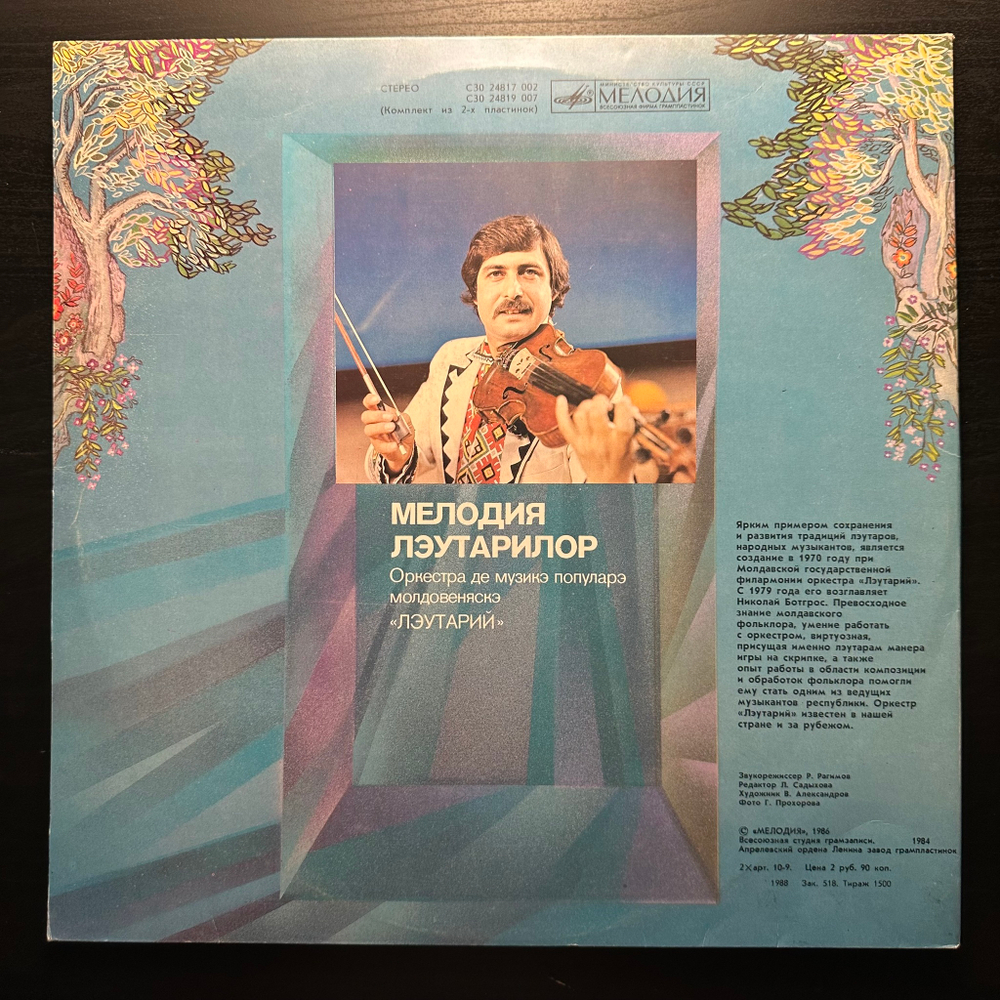 СТЕРЕО С30 24817 002
С30 24819 007
(Комплект из 2-х пластинок)
МИНИСТЕРСТВО КУЛЬТУРЫ СССР
МЕЛОДИЯ
ВСЕСОЮЗНАЯ ФИРМА ГРАМПЛАСТИНОК
МЕЛОДИЯ
ЛЭУТАРИЛОР
Оркестра де музикэ популарэ
молдовеняскэ
«ЛЭУТАРИЙ»
Ярким примером сохранения
и развития традиций лэутаров,
народных музыкантов, является
создание в 1970 году при
Молдавской государственной
филармонии оркестра «Лэутарий».
С 1979 года его возглавляет
Николай Ботгрос. Превосходное
знание молдавского
фольклора, умение работать
с оркестром, виртуозная,
присущая именно лэутарам манера
игры на скрипке, а также
опыт работы в области композиции
и обработок фольклора помогли
ему стать одним из ведущих
музыкантов республики. Оркестр
«Лэутарий» известен в нашей
стране и за рубежом.
Звукорежиссер Р. Рагимов
Редактор Л. Садыхова
Художник В. Александров
Фото Г. Прохорова
© «МЕЛОДИЯ», 1986
Всесоюзная студия грамзаписи. 1984
Апрелевский ордена Ленина завод грампластинок
2×арт. 10-9. Цена 2 руб. 90 коп.
1988 Зак. 518. Тираж 1500